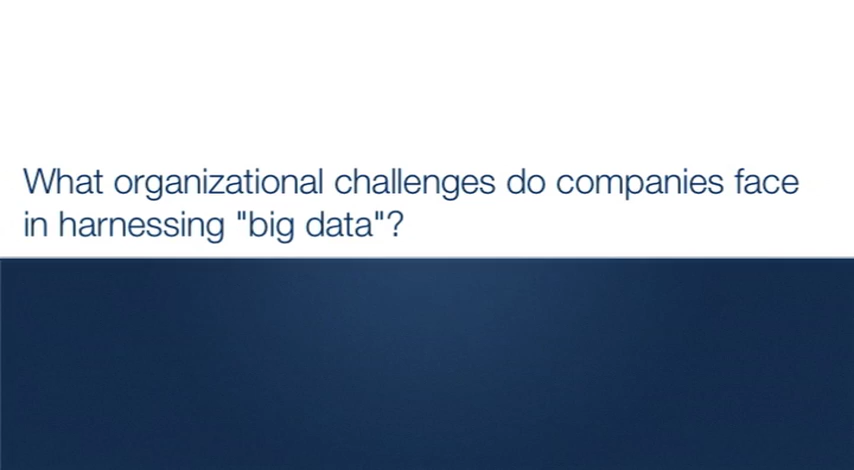 What organizational challenges do companies face
in harnessing "big data"?